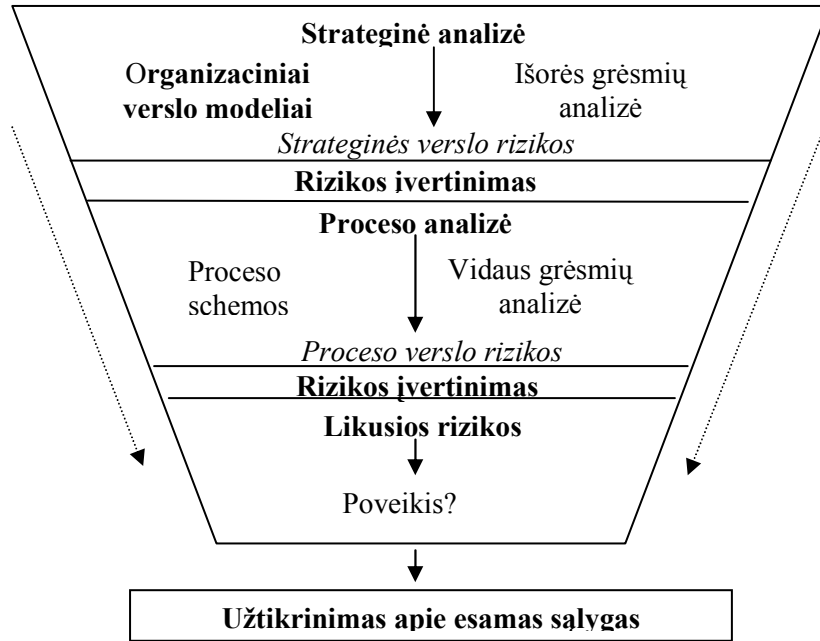 Strateginė analizė
Organizaciniai
verslo modeliai
Išorės grėsmių
analizė
Strateginės verslo rizikos
Rizikos įvertinimas
Proceso analizė
Proceso
schemos
Vidaus grėsmių
analizė
Proceso verslo rizikos
Rizikos įvertinimas
Likusios rizikos
Poveikis?
Užtikrinimas apie esamas sąlygas